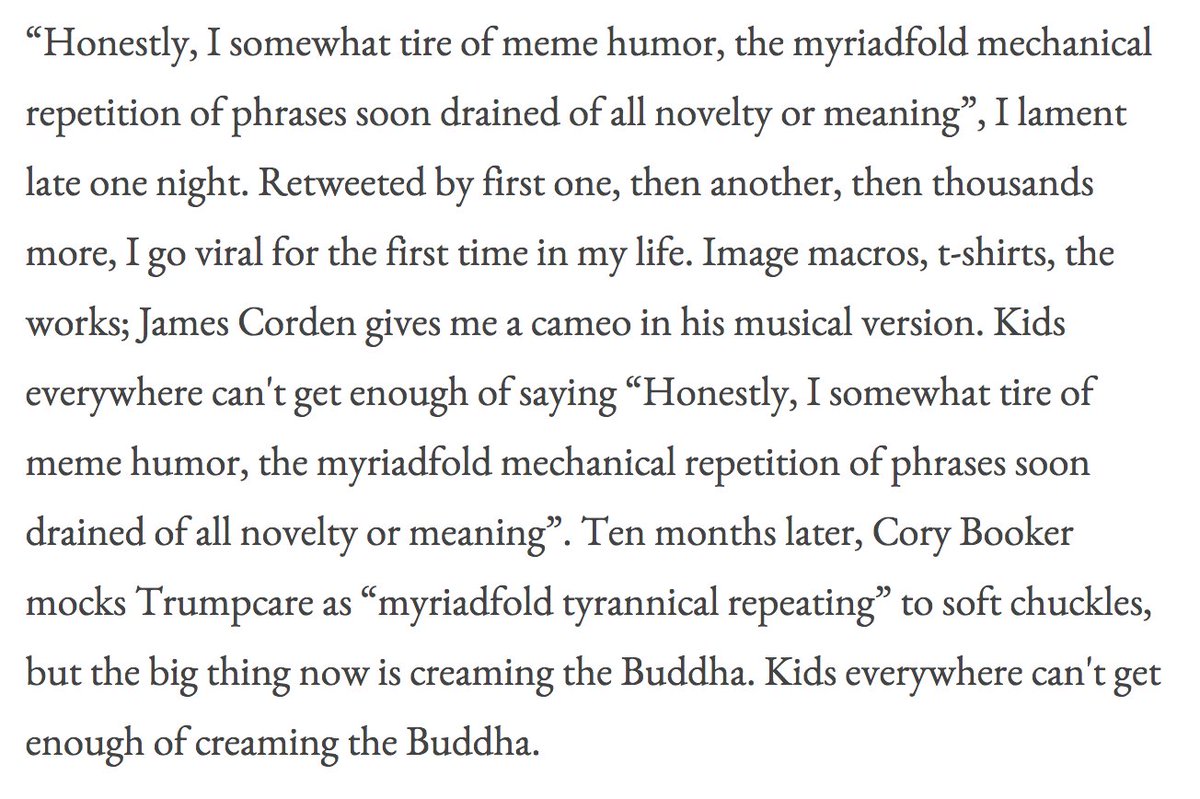 “Honestly, I somewhat tire of meme humor, the myriadfold mechanical
repetition of phrases soon drained of all novelty or meaning”, I lament
late one night. Retweeted by first one, then another, then thousands
more, I go viral for the first time in my life. Image macros, t-shirts, the
works; James Corden gives me a cameo in his musical version. Kids
everywhere can't get enough of saying “Honestly, I somewhat tire of
meme humor, the myriadfold mechanical repetition of phrases soon
drained of all novelty or meaning”. Ten months later, Cory Booker
mocks Trumpcare as “myriadfold tyrannical repeating” to soft chuckles,
but the big thing now is creaming the Buddha. Kids everywhere can't get
enough of creaming the Buddha.